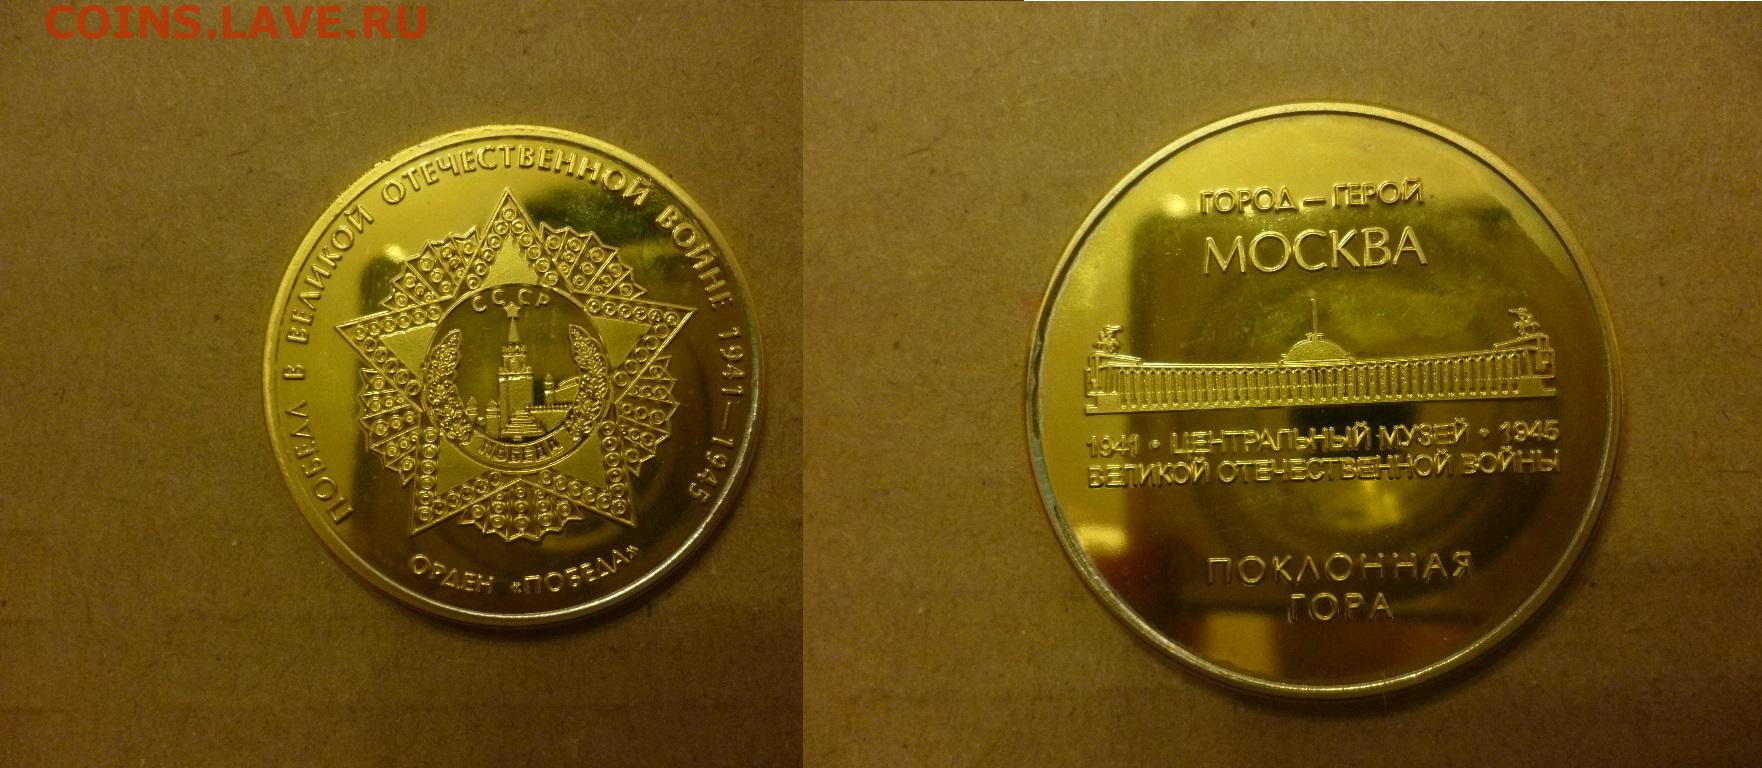 COINS.LAVE.RU
ПОБЕДА В ВЕЛИКОЙ ОТЕЧЕСТВЕННОЙ ВОЙНЕ 1941—1945
СССР
ПОБЕДА
ОРДЕН «ПОБЕДА»
ГОРОД — ГЕРОЙ
МОСКВА
1941 • ЦЕНТРАЛЬНЫЙ МУЗЕЙ • 1945
ВЕЛИКОЙ ОТЕЧЕСТВЕННОЙ ВОЙНЫ
ПОКЛОННАЯ
ГОРА